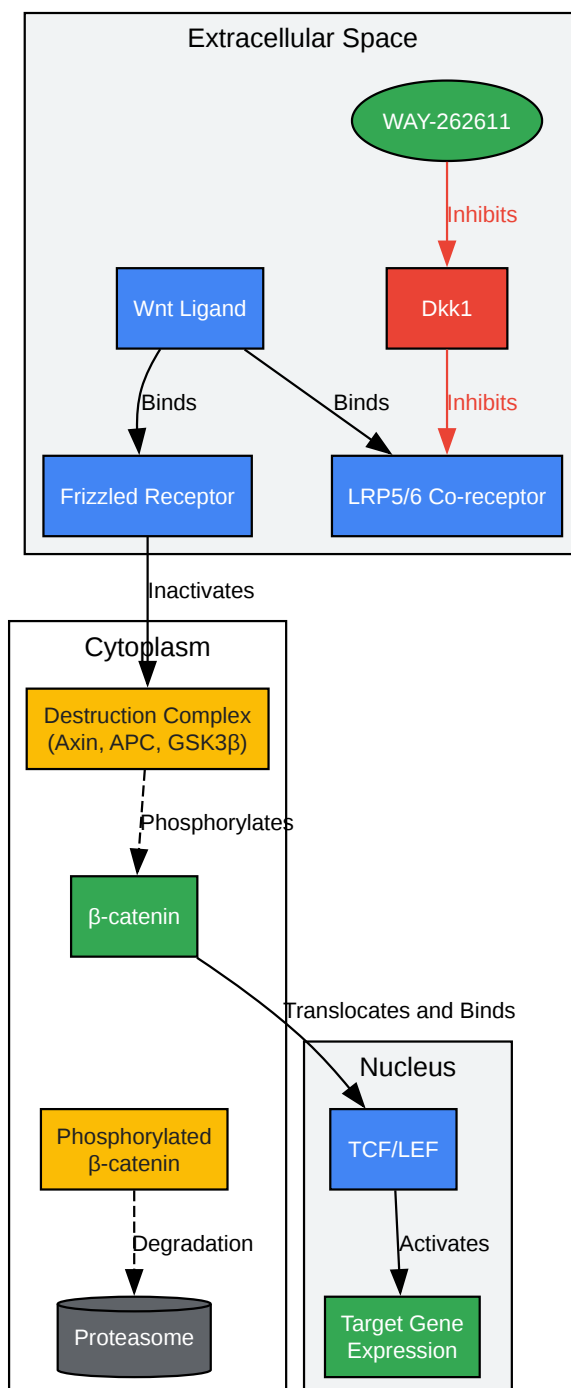 Extracellular Space
WAY-262611
Inhibits
Wnt Ligand
Dkk1
Binds
Binds
Inhibits
Frizzled Receptor
LRP5/6 Co-receptor
Inactivates
Cytoplasm
Destruction Complex
(Axin, APC, GSK3β)
Phosphorylates
β-catenin
Translocates and Binds
Nucleus
Phosphorylated
β-catenin
TCF/LEF
Degradation
Activates
Proteasome
Target Gene
Expression